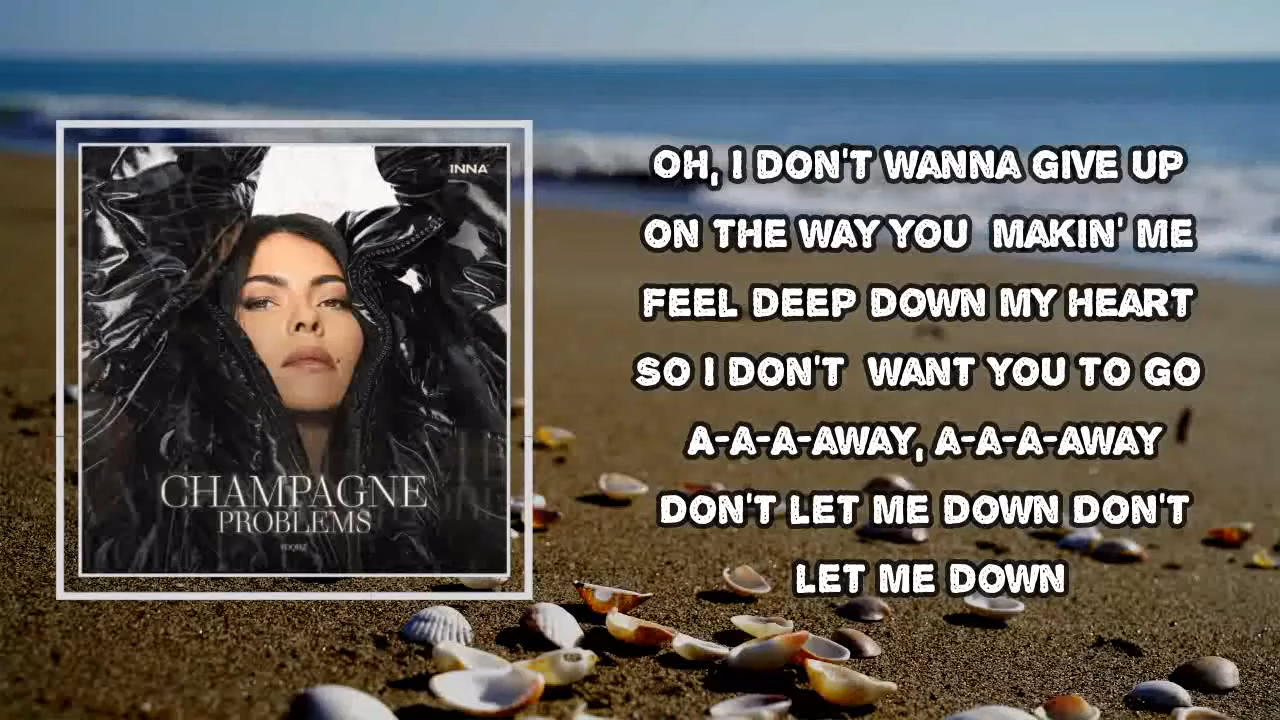 INNA
CHAMPAGNE
PROBLEMS
OH, I DON'T WANNA GIVE UP
ON THE WAY YOU MAKIN' ME
FEEL DEEP DOWN MY HEART
SO I DON'T WANT YOU TO GO
A-A-A-AWAY, A-A-A-AWAY
DON'T LET ME DOWN DON'T
LET ME DOWN